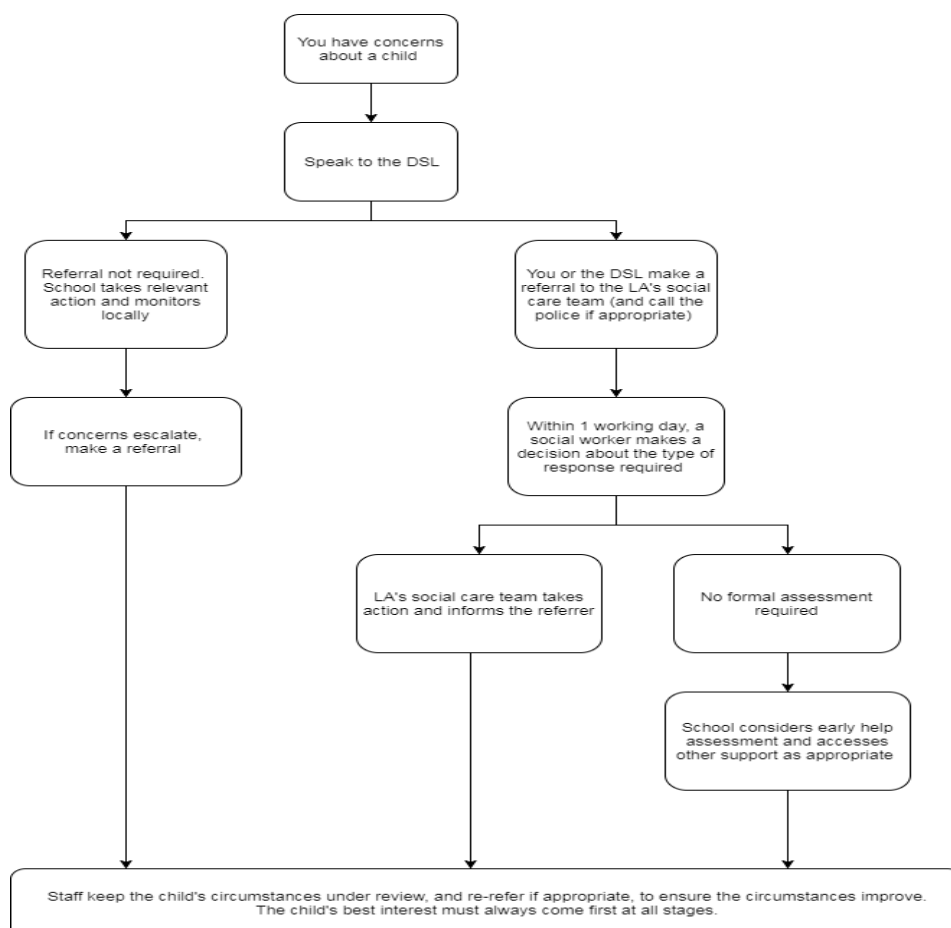 You have concerns
about a child
Speak to the DSL
Referral not required.
School takes relevant
action and monitors
locally
You or the DSL make a
referral to the LA's social
care team (and call the
police if appropriate)
If concerns escalate,
make a referral
Within 1 working day, a
social worker makes a
decision about the type of
response required
LA's social care team takes
action and informs the referrer
No formal assessment
required
School considers early help
assessment and accesses
other support as appropriate
Staff keep the child's circumstances under review, and re-refer if appropriate, to ensure the circumstances improve.
The child's best interest must always come first at all stages.